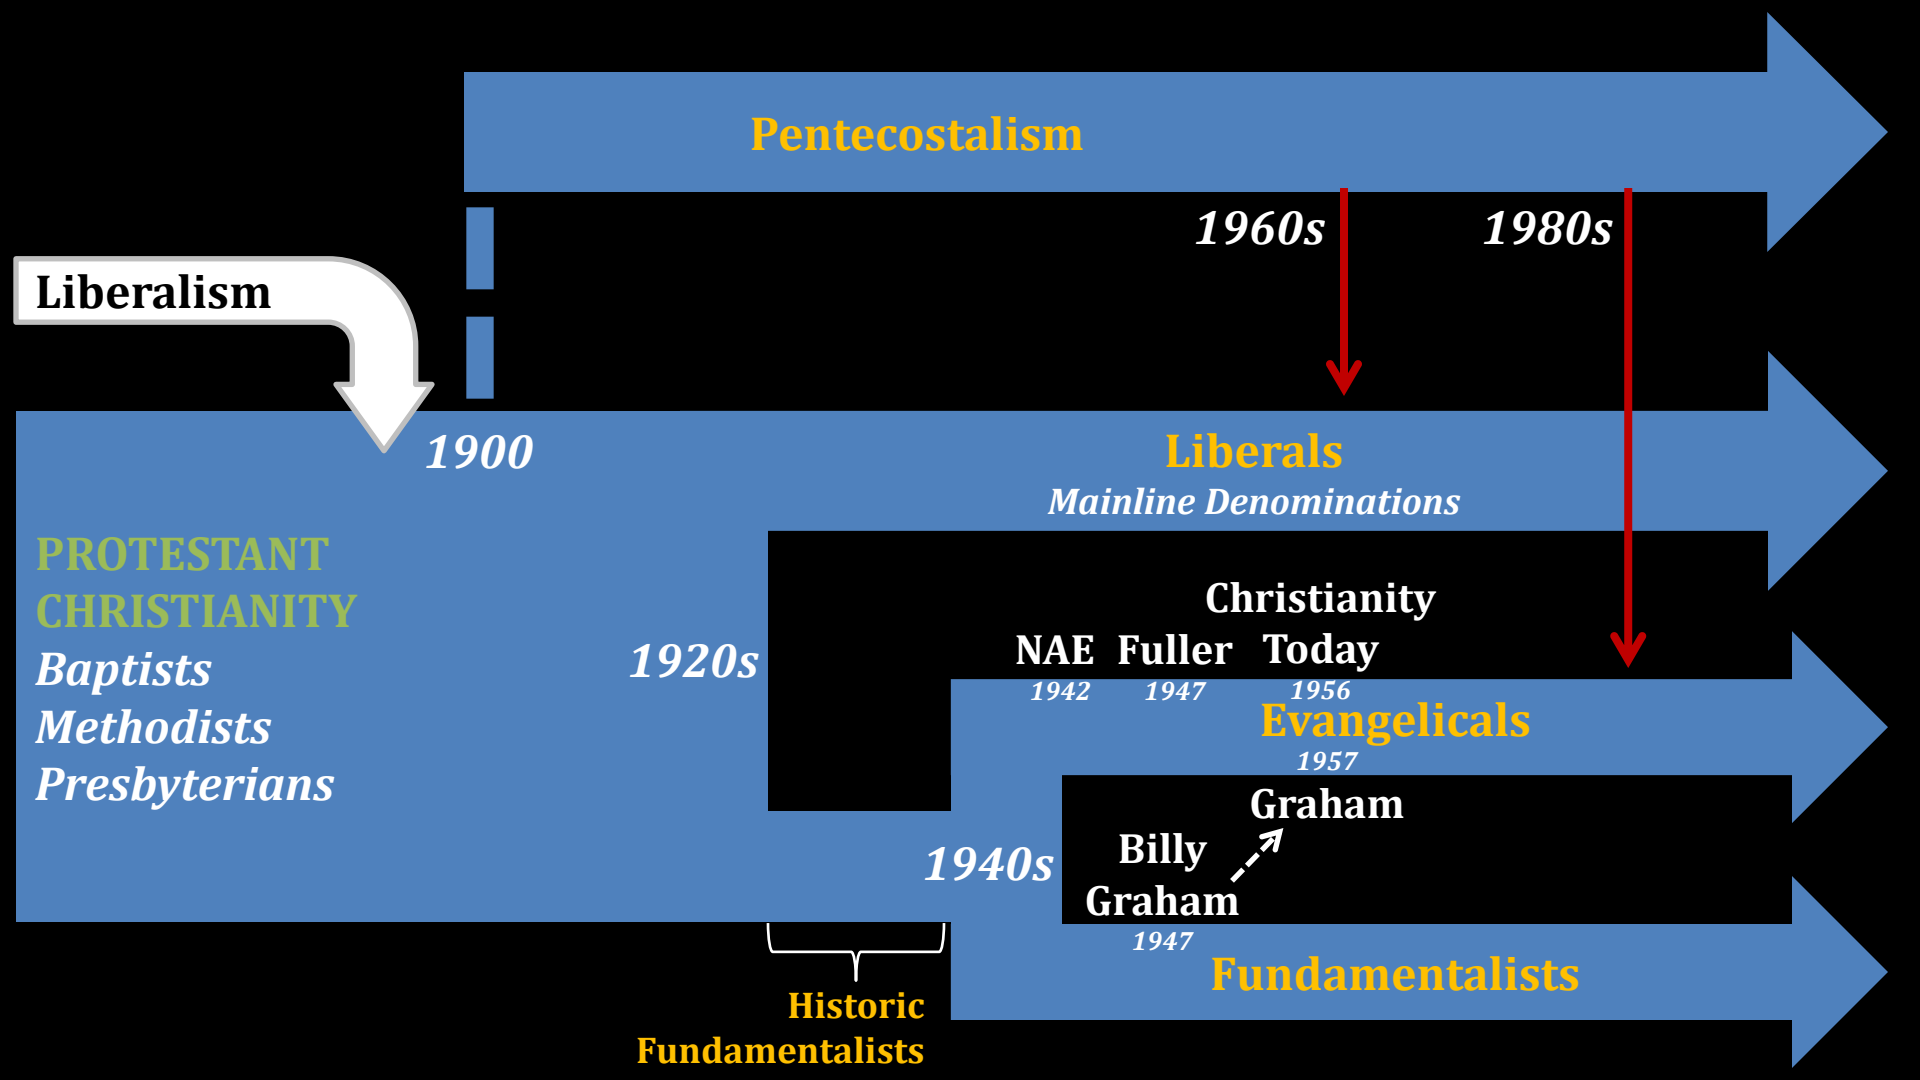 Pentecostalism
1960s
1980s
Liberalism
1900
Liberals
Mainline Denominations
PROTESTANT
CHRISTIANITY
Baptists
Methodists
Presbyterians
1920s
Christianity
NAE Fuller Today
1942 1947 1956
Evangelicals
1957
Graham
Billy
Graham
1947
1940s
Fundamentalists
Historic
Fundamentalists